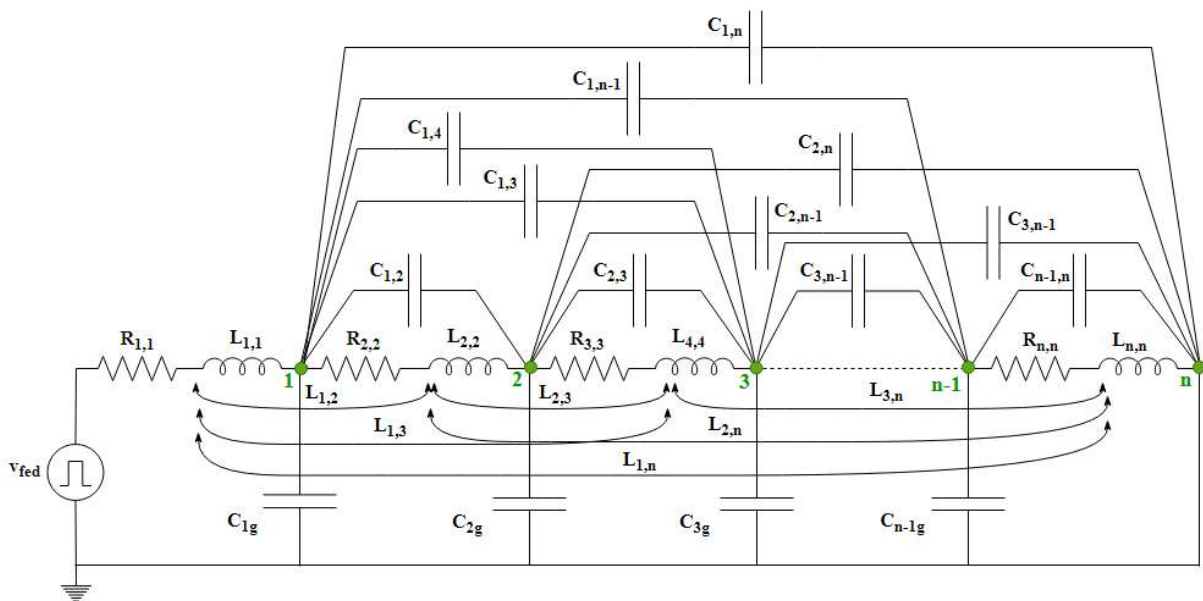 C1,n
C1,n-1
C1,4
C2,n
C1,3
C2,n-1
C3,n-1
C1,2
C2,3
C3,n-1
Cn-1,n
R1,1
L1,1
R2,2
L2,2
R3,3
L4,4
Rn,n
Ln,n
1
2
3
n-1
n
L1,2
L2,3
L3,n
L1,3
L2,n
L1,n
vfed
C1g
C2g
C3g
Cn-1g